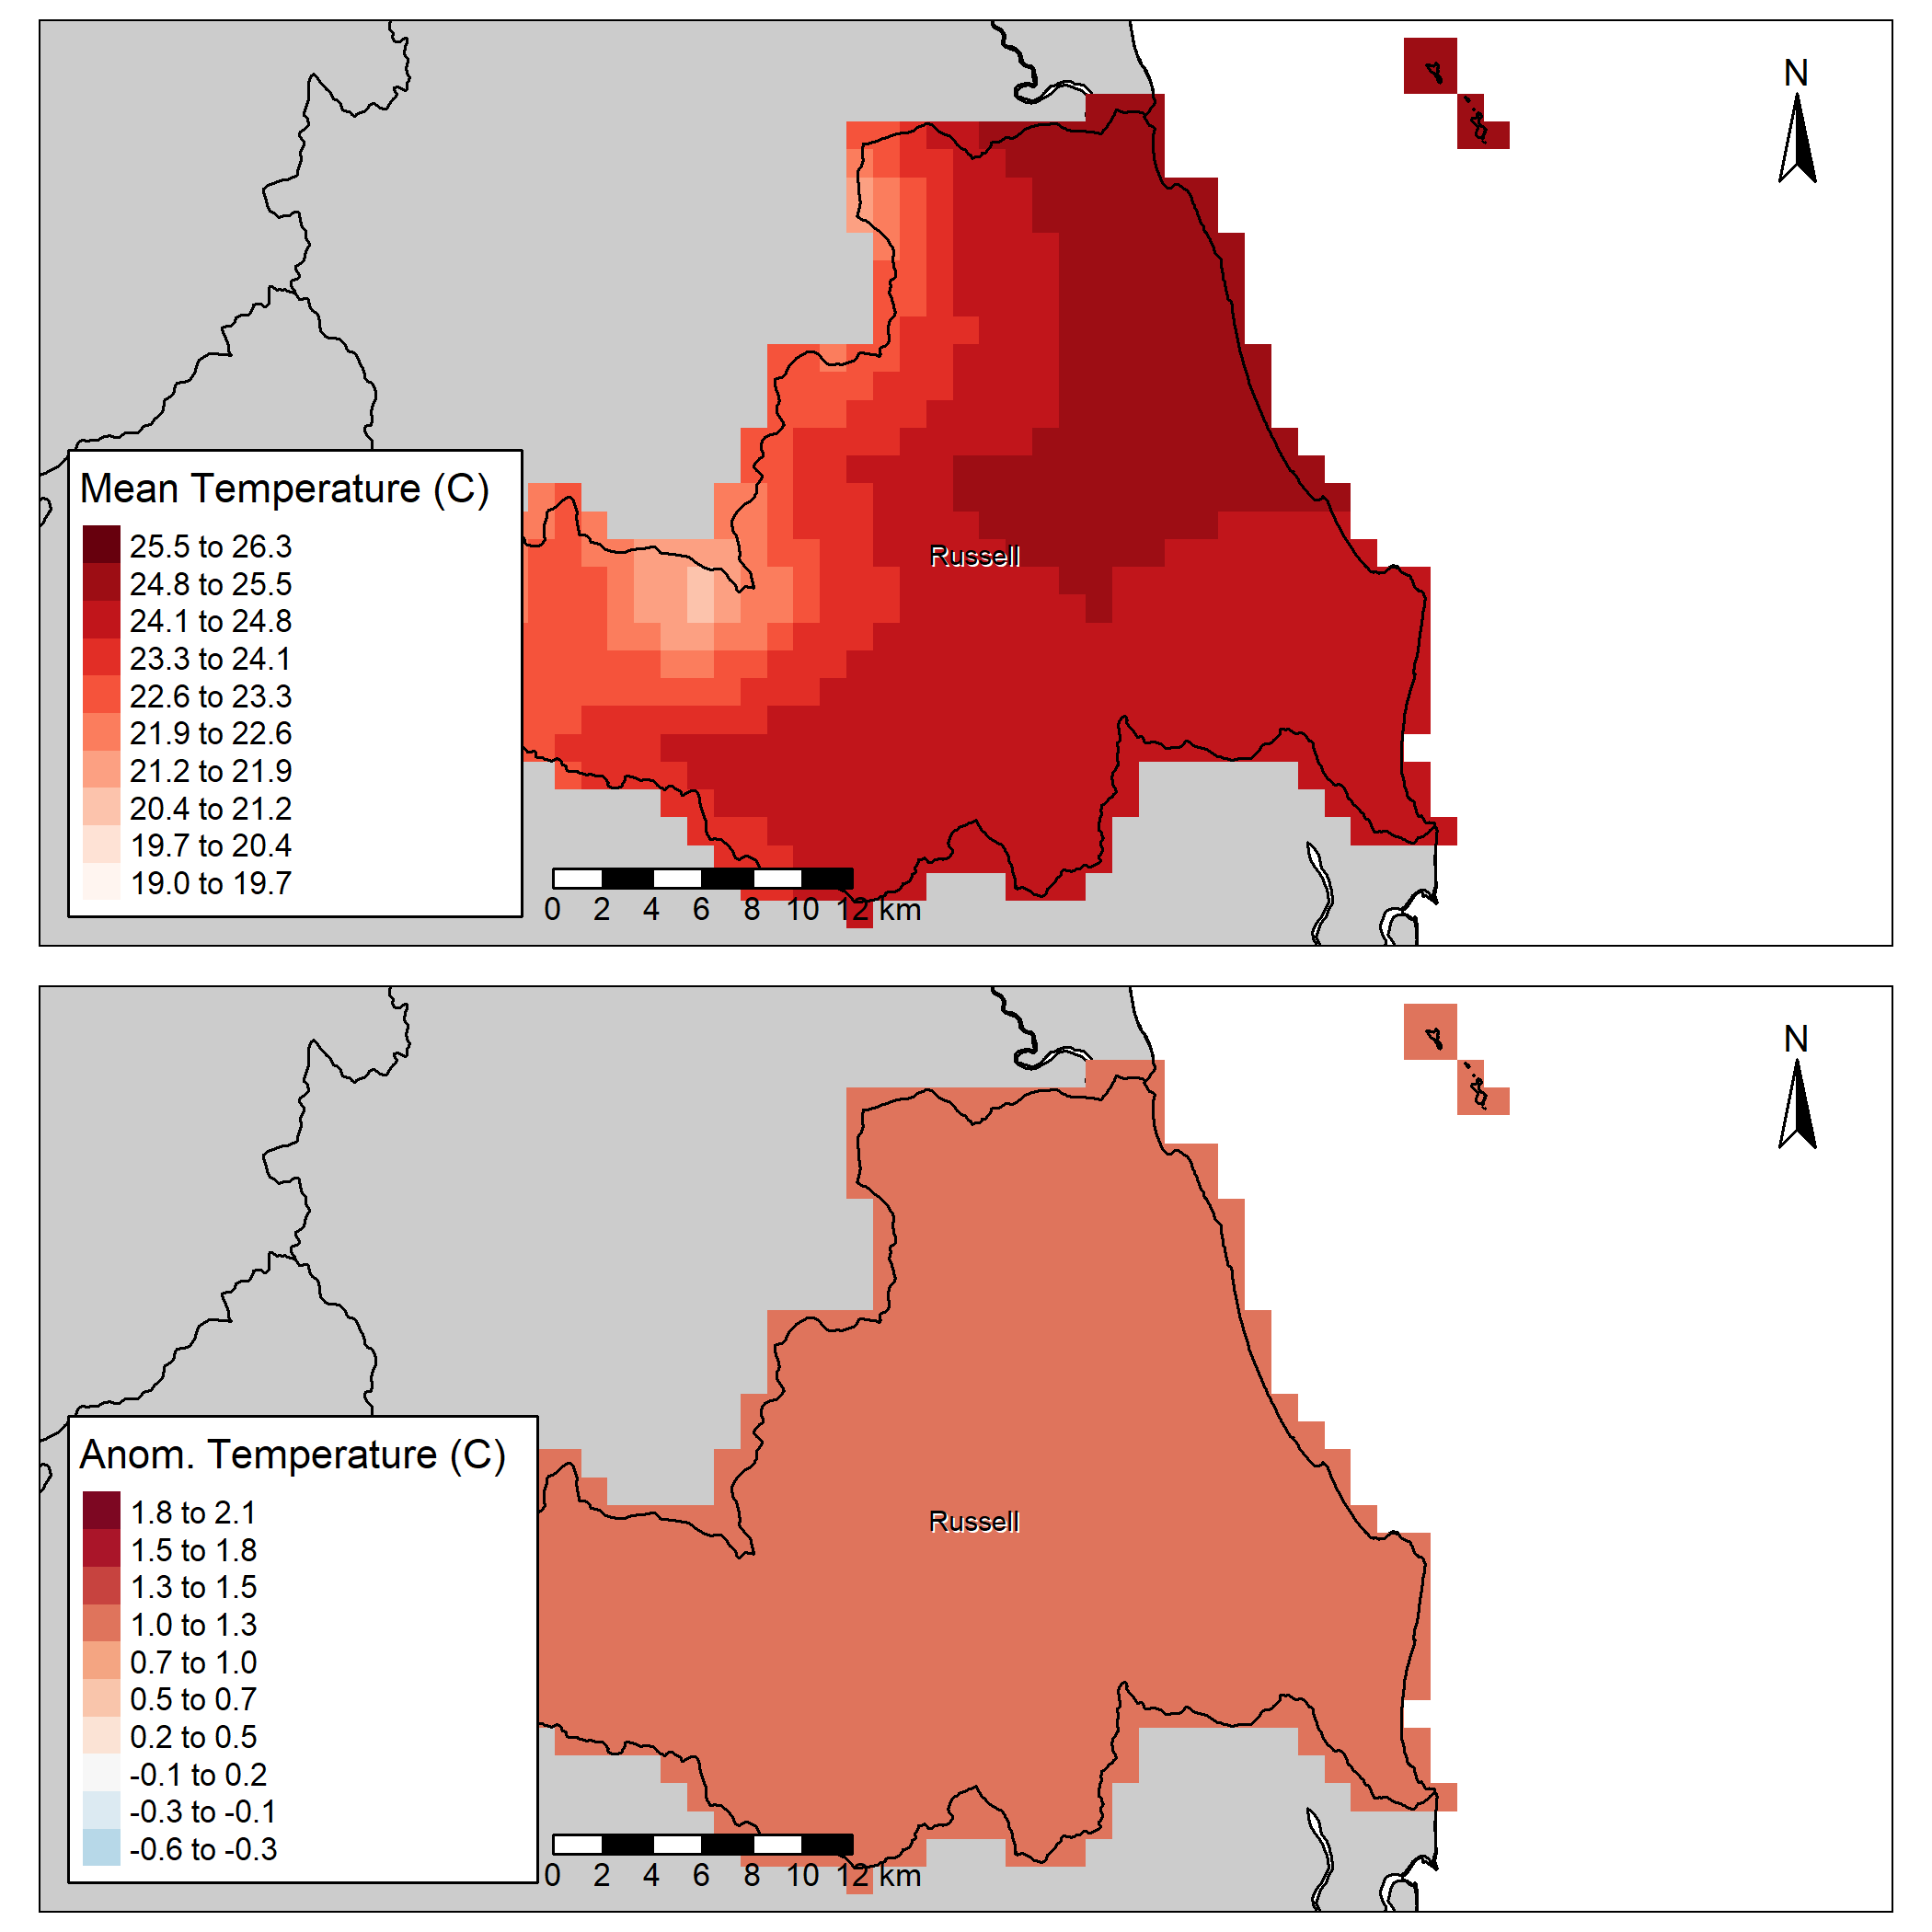 N
Mean Temperature (C)
25.5 to 26.3
24.8 to 25.5
24.1 to 24.8
23.3 to 24.1
22.6 to 23.3
21.9 to 22.6
21.2 to 21.9
20.4 to 21.2
19.7 to 20.4
19.0 to 19.7
Russell
0 2 4 6 8 10 12 km
N
Anom. Temperature (C)
1.8 to 2.1
1.5 to 1.8
1.3 to 1.5
1.0 to 1.3
0.7 to 1.0
0.5 to 0.7
0.2 to 0.5
-0.1 to 0.2
-0.3 to -0.1
-0.6 to -0.3
Russell
0 2 4 6 8 10 12 km